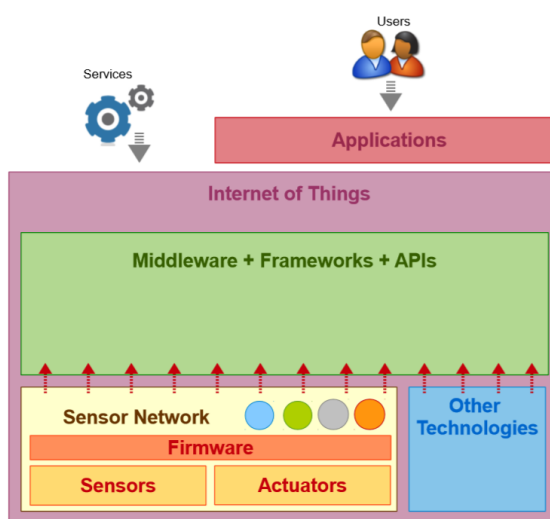 Users
Services
Applications
Internet of Things
Middleware + Frameworks + APIs
Sensor Network
Firmware
Sensors
Actuators
Other
Technologies